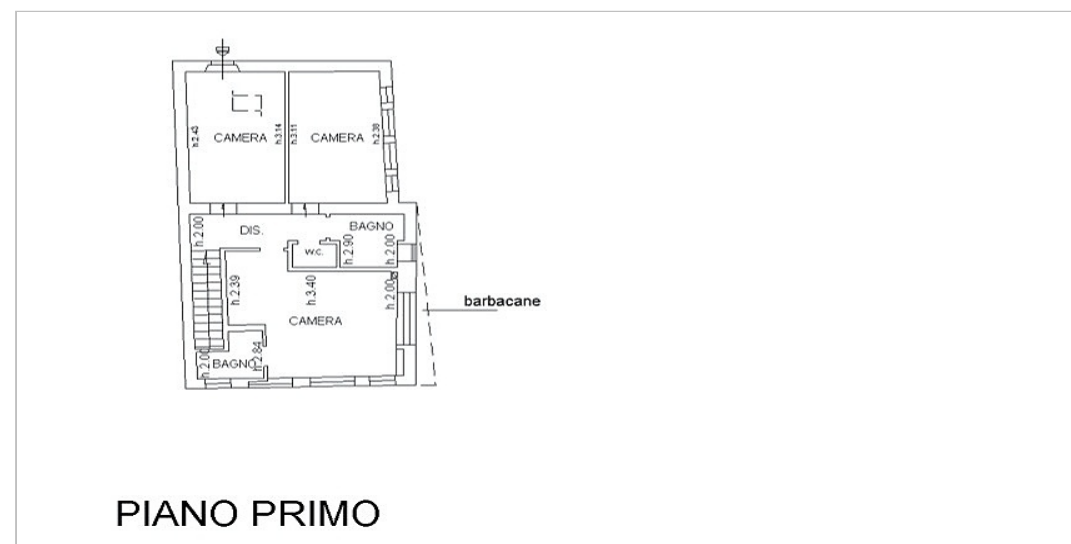 h.2.43
CAMERA
h.3.14
h.3.11
CAMERA
h.2.38
h.2.00
DIS.
BAGNO
W.C.
h.2.90
h.2.00
h.2.39
h.3.40
h.2.00
barbacane
CAMERA
h.2.00
BAGNO
h.2.84
PIANO PRIMO